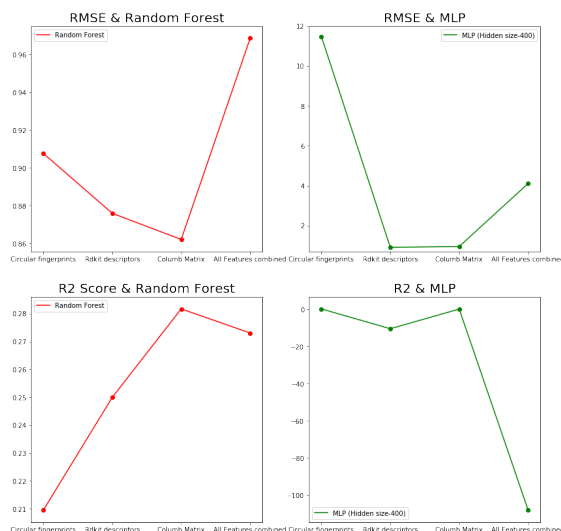 RMSE & Random Forest
Random Forest
0.96
0.94
0.92
0.90
0.88
0.86
Circular fingerprints Rdkit descriptors Columb Matrix All Features combined
RMSE & MLP
MLP (Hidden size-400)
12
10
8
6
4
2
Circular fingerprints Rdkit descriptors Columb Matrix All Features combined
R2 Score & Random Forest
Random Forest
0.28
0.27
0.26
0.25
0.24
0.23
0.22
0.21
Circular fingerprints Rdkit descriptors Columb Matrix All Features combined
R2 & MLP
0
−20
−40
−60
−80
−100
MLP (Hidden size-400)
Circular fingerprints Rdkit descriptors Columb Matrix All Features combined